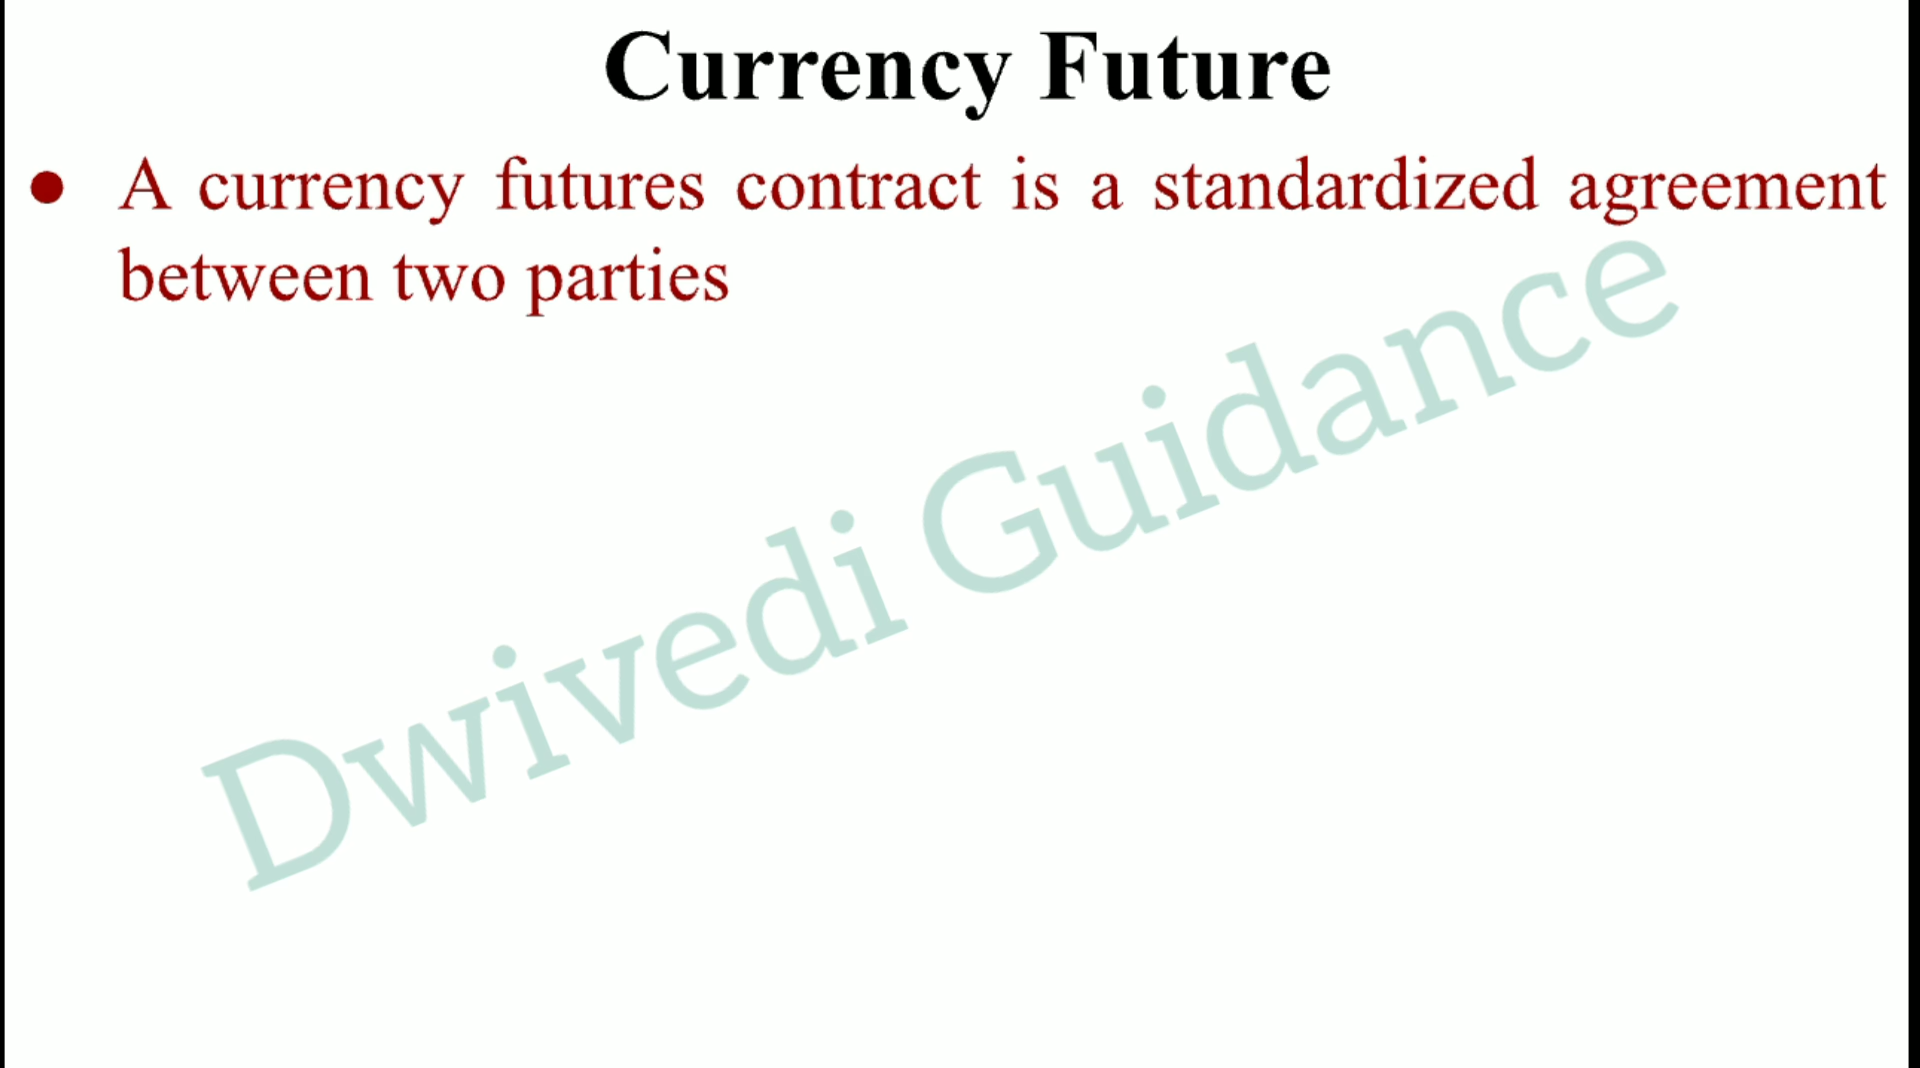 Currency Future
● A currency futures contract is a standardized agreement
between two parties
Dwivedi Guidance